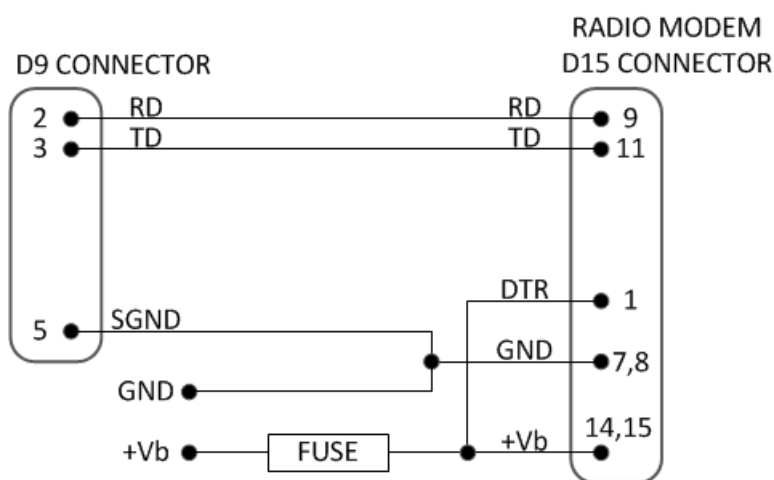 RADIO MODEM
D9 CONNECTOR D15 CONNECTOR
2 RD RD 9
3 TD TD 11
DTR 1
5 SGND
GND 7,8
GND
14,15
+Vb FUSE +Vb